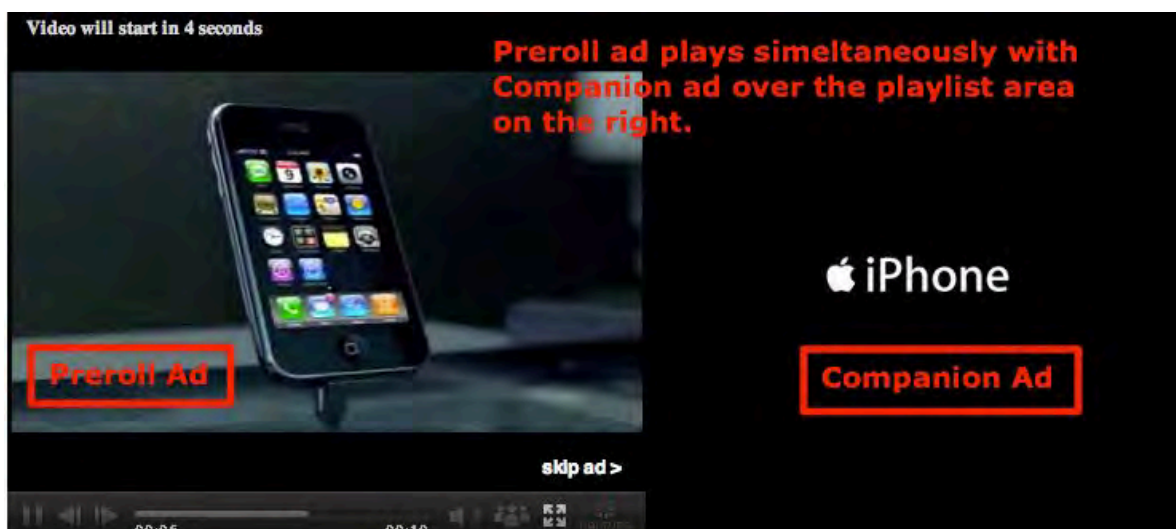 Video will start in 4 seconds
Preroll ad plays simeltaneously with
Companion ad over the playlist area
on the right.
iPhone
Preroll Ad
Companion Ad
skip ad >